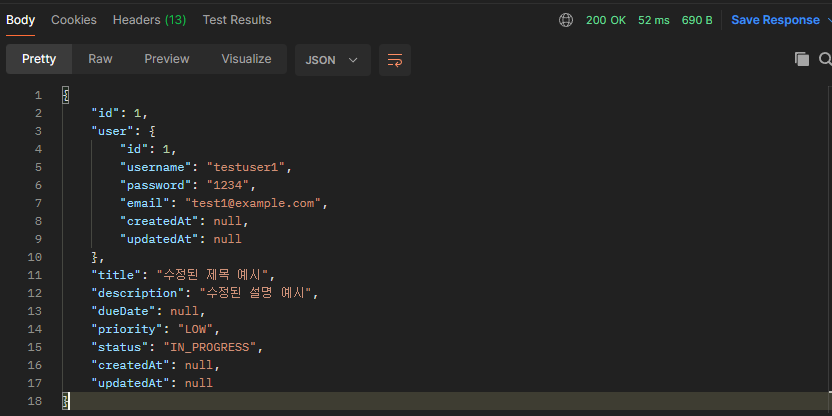 Body Cookies Headers (13) Test Results 200 OK 52 ms 690 B Save Response
Pretty Raw Preview Visualize JSON
1 {
2 "id": 1,
3 "user": {
4 "id": 1,
5 "username": "testuser1",
6 "password": "1234",
7 "email": "test1@example.com",
8 "createdAt": null,
9 "updatedAt": null
10 },
11 "title": "수정된 제목 예시",
12 "description": "수정된 설명 예시",
13 "dueDate": null,
14 "priority": "LOW",
15 "status": "IN_PROGRESS",
16 "createdAt": null,
17 "updatedAt": null
18 }